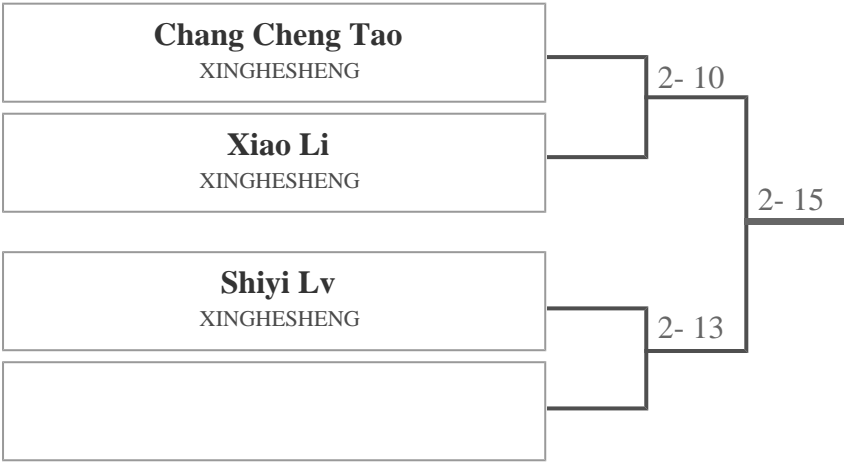 Chang Cheng Tao
XINGHESHENG
2- 10
Xiao Li
XINGHESHENG
2- 15
Shiyi Lv
XINGHESHENG
2- 13